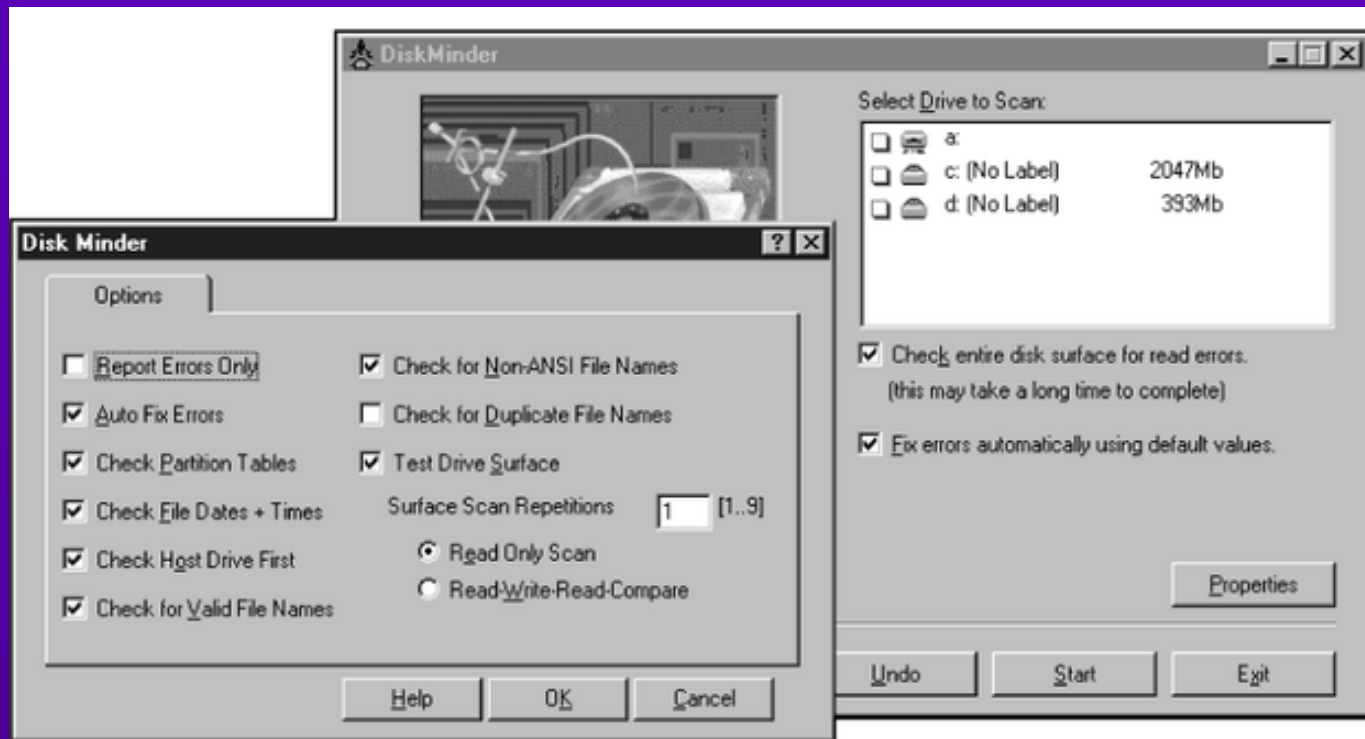 DiskMinder
Select Drive to Scan:
a:
c: (No Label) 2047Mb
d: (No Label) 393Mb
Check entire disk surface for read errors.
(this may take a long time to complete)
Fix errors automatically using default values.
Properties
Undo Start Exit
Disk Minder
Options
Report Errors Only
Auto Fix Errors
Check Partition Tables
Check File Dates + Times
Check Host Drive First
Check for Valid File Names
Check for Non-ANSI File Names
Check for Duplicate File Names
Test Drive Surface
Surface Scan Repetitions 1 [1..9]
Read Only Scan
Read-Write-Read-Compare
Help OK Cancel